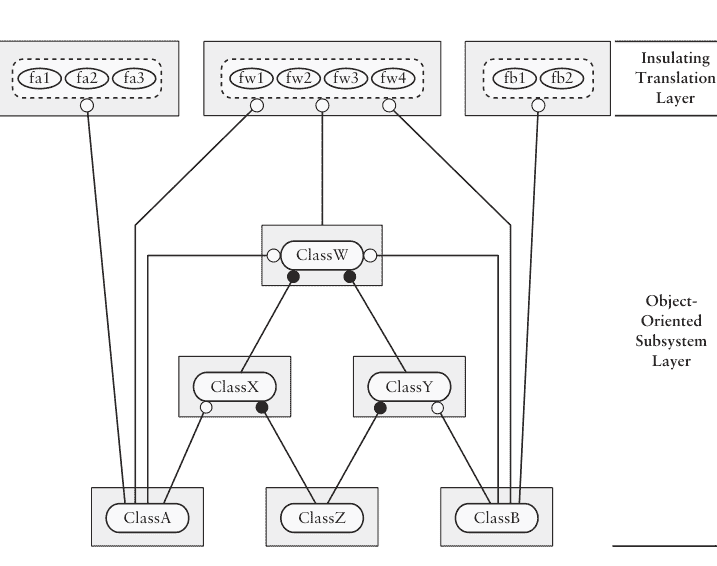 fa1 fa2 fa3
fw1 fw2 fw3 fw4
fb1 fb2
Insulating
Translation
Layer
ClassW
Object-
Oriented
Subsystem
Layer
ClassX
ClassY
ClassA
ClassZ
ClassB